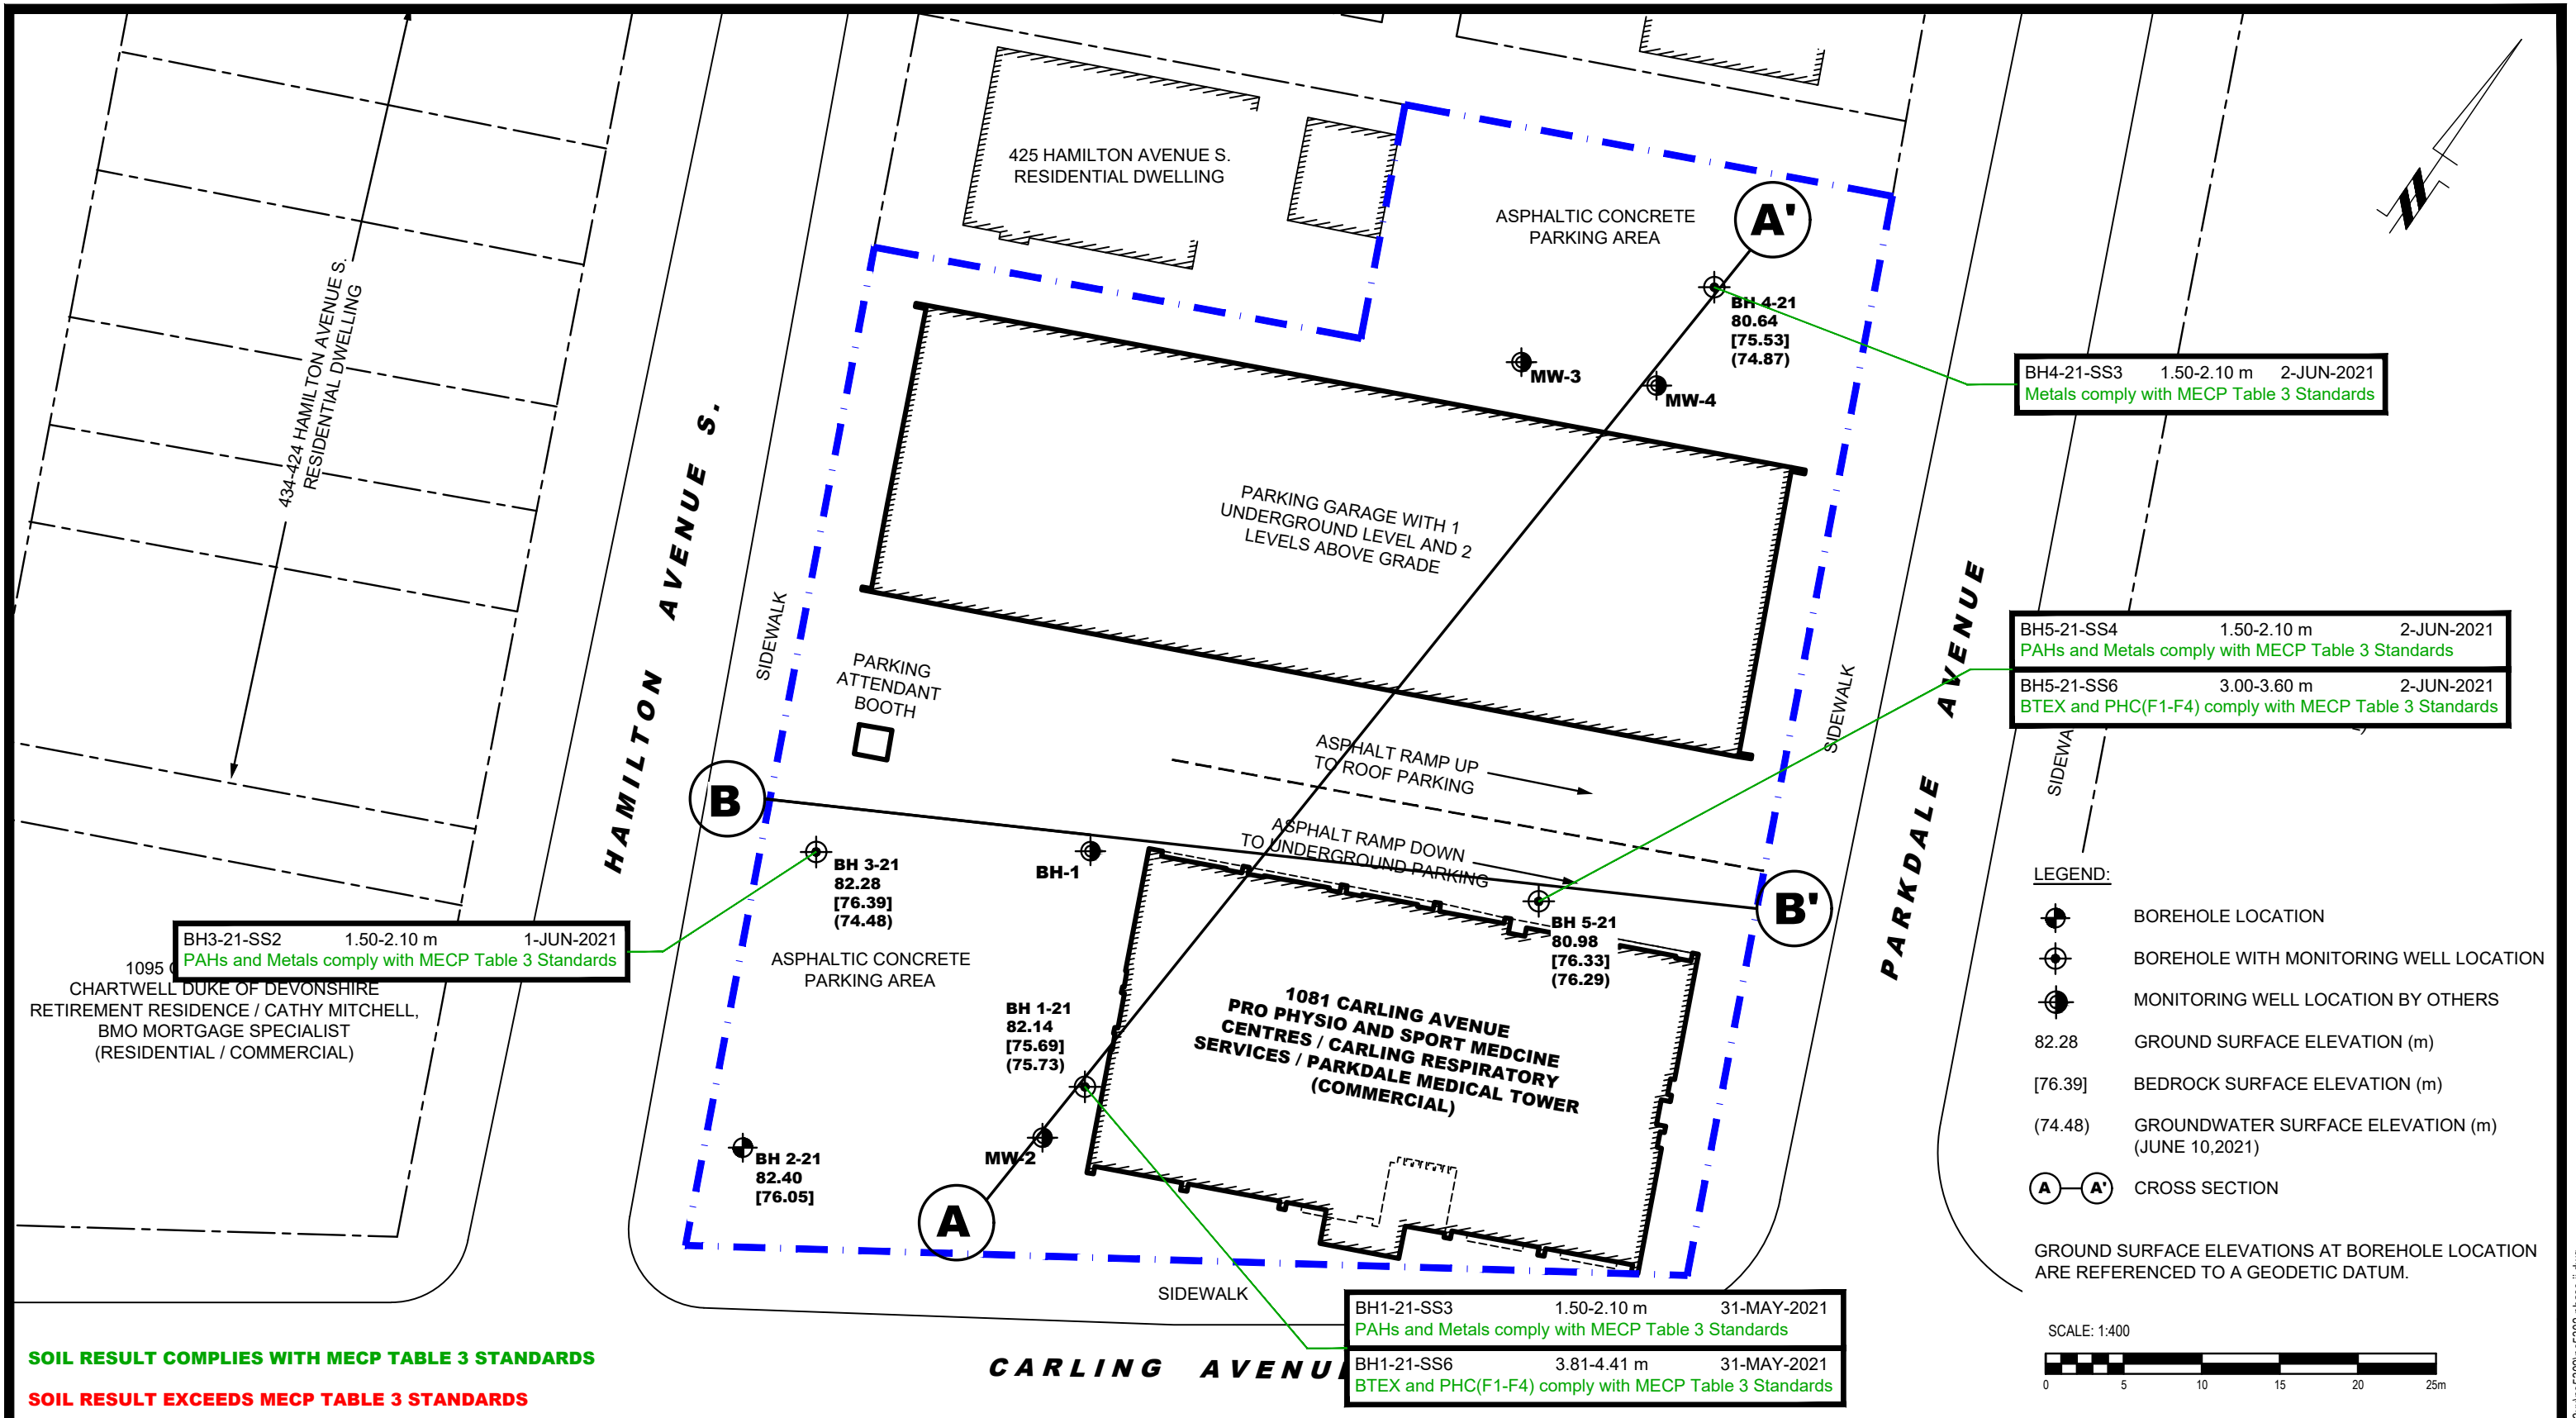 425 HAMILTON AVENUE S.
RESIDENTIAL DWELLING
ASPHALTIC CONCRETE
PARKING AREA
A'
BH 4-21
80.64
[75.53]
(74.87)
MW-3
MW-4
BH4-21-SS3 1.50-2.10 m 2-JUN-2021
Metals comply with MECP Table 3 Standards
434-424 HAMILTON AVENUE S.
RESIDENTIAL DWELLING
HAMILTON AVENUE S.
SIDEWALK
PARKING GARAGE WITH 1
UNDERGROUND LEVEL AND 2
LEVELS ABOVE GRADE
PARKING
ATTENDANT
BOOTH
SIDEWALK
PARKDALE AVENUE
BH5-21-SS4 1.50-2.10 m 2-JUN-2021
PAHs and Metals comply with MECP Table 3 Standards
BH5-21-SS6 3.00-3.60 m 2-JUN-2021
BTEX and PHC(F1-F4) comply with MECP Table 3 Standards
SIDEWA
ASPHALT RAMP UP
TO ROOF PARKING
ASPHALT RAMP DOWN
TO UNDERGROUND PARKING
B
B'
BH 3-21
82.28
[76.39]
(74.48)
BH-1
BH3-21-SS2 1.50-2.10 m 1-JUN-2021
PAHs and Metals comply with MECP Table 3 Standards
1095
CHARTWELL DUKE OF DEVONSHIRE
RETIREMENT RESIDENCE / CATHY MITCHELL,
BMO MORTGAGE SPECIALIST
(RESIDENTIAL / COMMERCIAL)
ASPHALTIC CONCRETE
PARKING AREA
BH 5-21
80.98
[76.33]
(76.29)
BH 1-21
82.14
[75.69]
(75.73)
1081 CARLING AVENUE
PRO PHYSIO AND SPORT MEDCINE
CENTRES / CARLING RESPIRATORY
SERVICES / PARKDALE MEDICAL TOWER
(COMMERCIAL)
MW-2
BH 2-21
82.40
[76.05]
A
SIDEWALK
BH1-21-SS3 1.50-2.10 m 31-MAY-2021
PAHs and Metals comply with MECP Table 3 Standards
BH1-21-SS6 3.81-4.41 m 31-MAY-2021
BTEX and PHC(F1-F4) comply with MECP Table 3 Standards
CARLING AVENU
SOIL RESULT COMPLIES WITH MECP TABLE 3 STANDARDS
SOIL RESULT EXCEEDS MECP TABLE 3 STANDARDS
LEGEND:
BOREHOLE LOCATION
BOREHOLE WITH MONITORING WELL LOCATION
MONITORING WELL LOCATION BY OTHERS
82.28 GROUND SURFACE ELEVATION (m)
[76.39] BEDROCK SURFACE ELEVATION (m)
(74.48) GROUNDWATER SURFACE ELEVATION (m)
(JUNE 10,2021)
A A' CROSS SECTION
GROUND SURFACE ELEVATIONS AT BOREHOLE LOCATION
ARE REFERENCED TO A GEODETIC DATUM.
SCALE: 1:400
0 5 10 15 20 25m